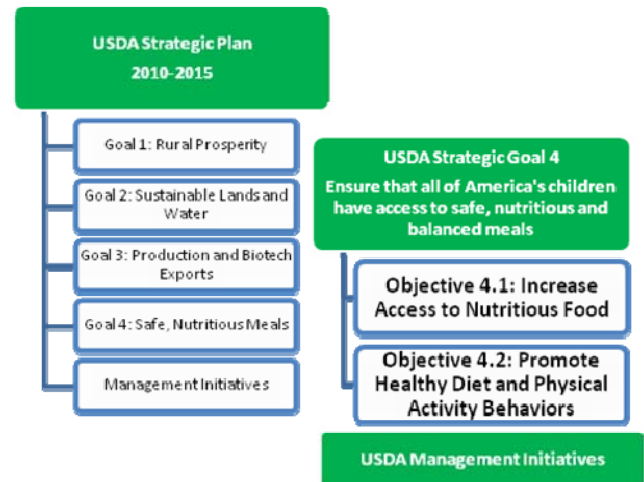 USDA Strategic Plan
2010-2015
Goal 1: Rural Prosperity
Goal 2: Sustainable Lands and
Water
Goal 3: Production and Biotech
Exports
Goal 4: Safe, Nutritious Meals
Management Initiatives
USDA Strategic Goal 4
Ensure that all of America's children
have access to safe, nutritious and
balanced meals
Objective 4.1: Increase
Access to Nutritious Food
Objective 4.2: Promote
Healthy Diet and Physical
Activity Behaviors
USDA Management Initiatives